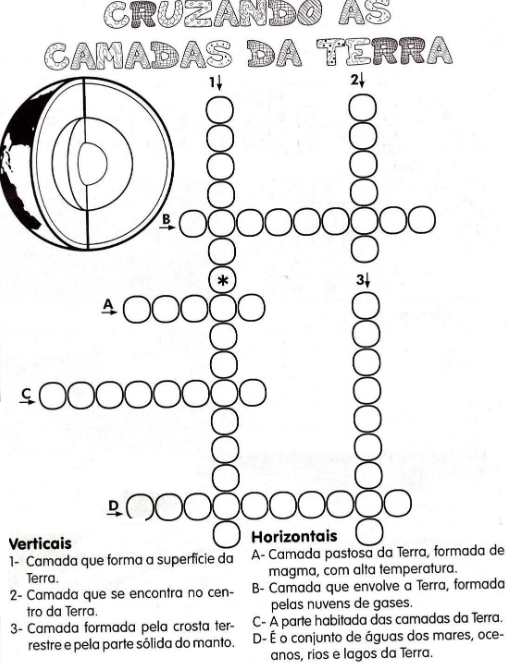 CRUZANDO AS
CAMADAS DA TERRA
1↓
2↓
B
*
3↓
A
C
D
Verticais
1- Camada que forma a superfície da
Terra.
2- Camada que se encontra no cen-
tro da Terra.
3- Camada formada pela crosta ter-
restre e pela parte sólida do manto.
Horizontais
A- Camada pastosa da Terra, formada de
magma, com alta temperatura.
B- Camada que envolve a Terra, formada
pelas nuvens de gases.
C- A parte habitada das camadas da Terra.
D- É o conjunto de águas dos mares, oce-
anos, rios e lagos da Terra.